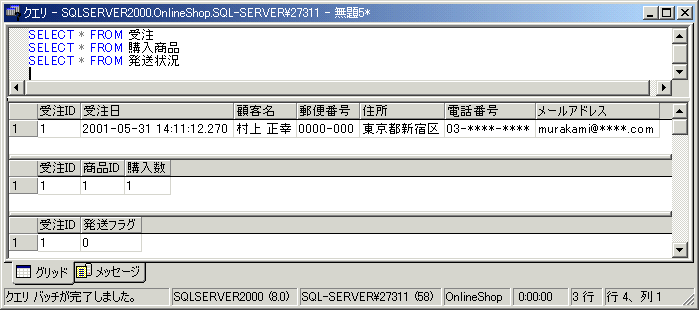 クエリ - SQLSERVER2000.OnlineShop.SQL-SERVER¥27311 - 無題5*
SELECT * FROM 受注
SELECT * FROM 購入商品
SELECT * FROM 発送状況
受注ID 受注日 顧客名 郵便番号 住所 電話番号 メールアドレス
1 1 2001-05-31 14:11:12.270 村上 正幸 0000-000 東京都新宿区 03-****-**** murakami@****.com
受注ID 商品ID 購入数
1 1 1 1
受注ID 発送フラグ
1 1 0
グリッド メッセージ
クエリ バッチが完了しました。 SQLSERVER2000 (8.0) SQL-SERVER¥27311 (58) OnlineShop 0:00:00 3 行 行 4、列 1